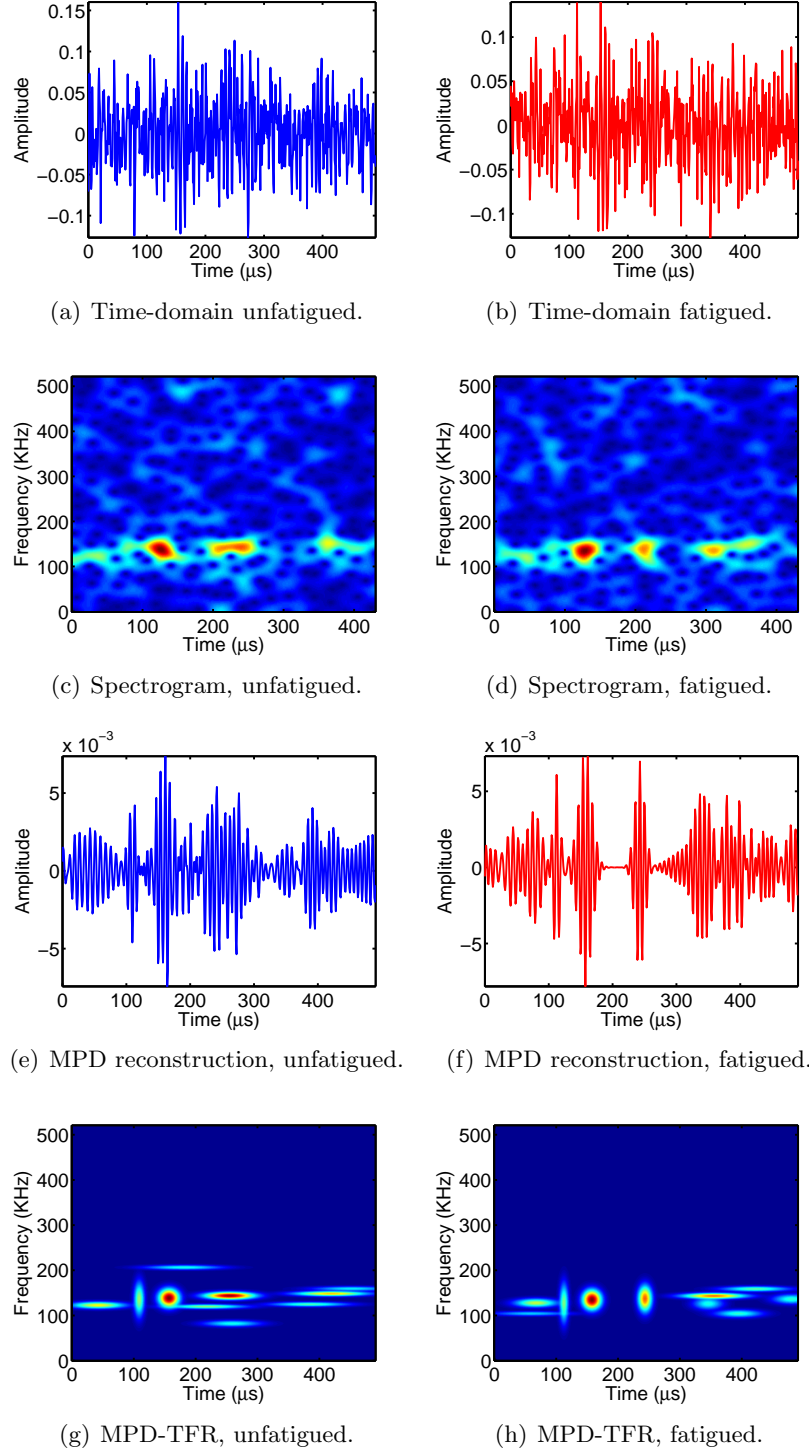 0.15
0.1
0.05
0
−0.05
−0.1
Amplitude
0 100 200 300 400
Time (μs)
(a) Time-domain unfatigued.
0.1
0.05
0
−0.05
−0.1
Amplitude
0 100 200 300 400
Time (μs)
(b) Time-domain fatigued.
500
400
300
200
100
0
Frequency (KHz)
0 100 200 300 400
Time (μs)
(c) Spectrogram, unfatigued.
500
400
300
200
100
0
Frequency (KHz)
0 100 200 300 400
Time (μs)
(d) Spectrogram, fatigued.
x 10−3
5
0
−5
Amplitude
0 100 200 300 400
Time (μs)
(e) MPD reconstruction, unfatigued.
x 10−3
5
0
−5
Amplitude
0 100 200 300 400
Time (μs)
(f) MPD reconstruction, fatigued.
500
400
300
200
100
0
Frequency (KHz)
0 100 200 300 400
Time (μs)
(g) MPD-TFR, unfatigued.
500
400
300
200
100
0
Frequency (KHz)
0 100 200 300 400
Time (μs)
(h) MPD-TFR, fatigued.